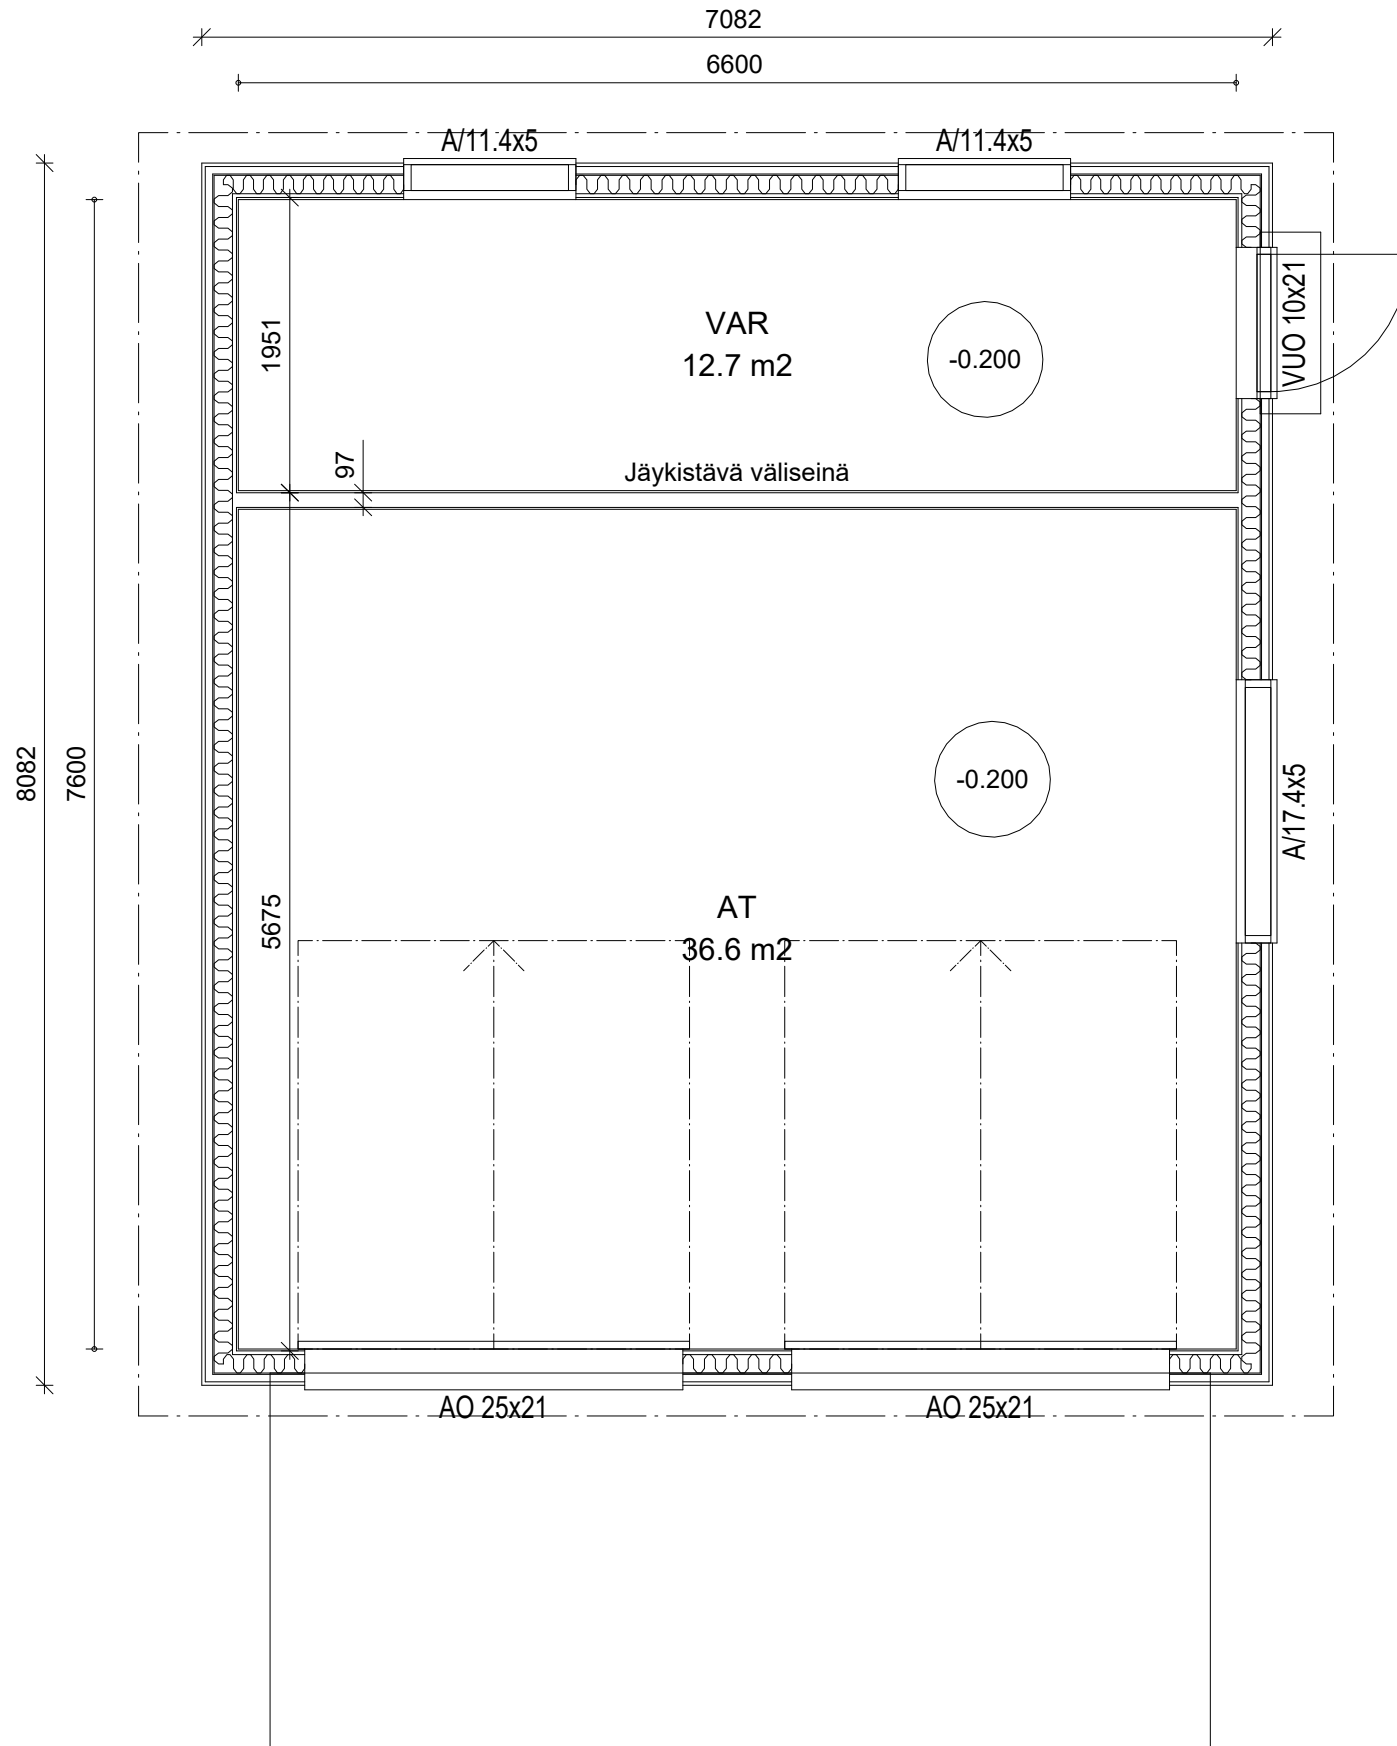 7082
6600
A/11.4x5
A/11.4x5
VUO 10x21
1951
VAR
12.7 m2
-0.200
97
Jäykistävä väliseinä
8082
7600
-0.200
A/17.4x5
5675
AT
36.6 m2
AO 25x21
AO 25x21